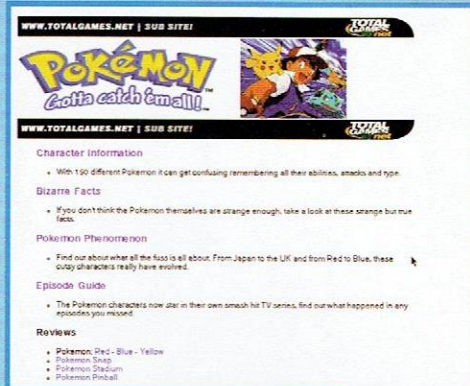 WWW.TOTALGAMES.NET | SUB SITE!
TOTAL GAMES net
POKéMON™
Gotta catch 'em all!
WWW.TOTALGAMES.NET | SUB SITE!
TOTAL GAMES net
Character Information
• With 150 different Pokemon it can get confusing remembering all their abilities, attacks and type.
Bizarre Facts
• If you don't think the Pokemon themselves are strange enough, take a look at these strange but true
facts.
Pokemon Phenomenon
• Find out about what all the fuss is all about. From Japan to the UK and from Red to Blue, these
cutsy characters really have evolved.
Episode Guide
• The Pokemon characters now star in their own smash hit TV series, find out what happened in any
episodes you missed.
Reviews
• Pokemon: Red - Blue - Yellow
• Pokemon Snap
• Pokemon Stadium
• Pokemon Pinball